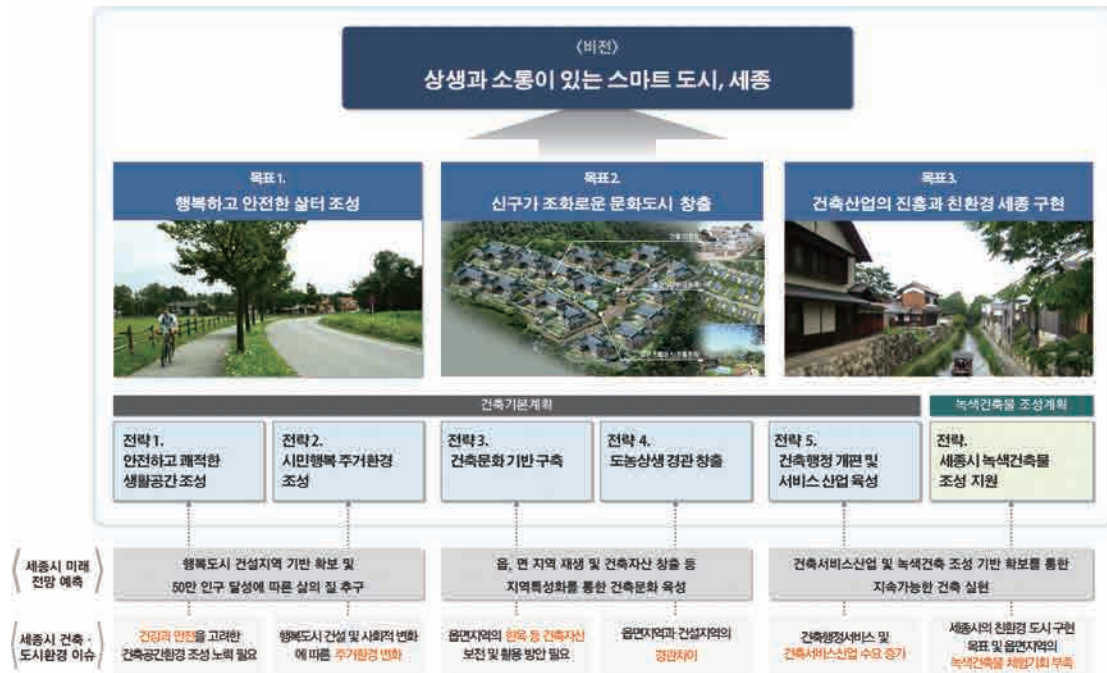 〈비전〉
상생과 소통이 있는 스마트 도시, 세종
목표1.
행복하고 안전한 삶터 조성
목표2.
신구가 조화로운 문화도시 창출
목표3.
건축산업의 진흥과 친환경 세종 구현
건축기본계획
녹색건축물 조성계획
전략 1.
안전하고 쾌적한
생활공간 조성
전략 2.
시민행복 주거환경
조성
전략 3.
건축문화 기반 구축
전략 4.
도농상생 경관 창출
전략 5.
건축행정 개편 및
서비스 산업 육성
전략.
세종시 녹색건축물
조성 지원
세종시 미래
전망 예측
행복도시 건설지역 기반 확보 및
50만 인구 달성에 따른 삶의 질 추구
읍, 면 지역 재생 및 건축자산 창출 등
지역특성화를 통한 건축문화 육성
건축서비스산업 및 녹색건축 조성 기반 확보를 통한
지속가능한 건축 실현
세종시 건축·
도시환경 이슈
건강과 안전을 고려한
건축공간환경 조성 노력 필요
행복도시 건설 및 사회적 변화
에 따른 주거환경 변화
읍면지역의 한옥 등 건축자산
보전 및 활용 방안 필요
읍면지역과 건설지역의
경관차이
건축행정서비스 및
건축서비스산업 수요 증가
세종시의 친환경 도시 구현
목표 및 읍면지역의
녹색건축물 체험기회 부족